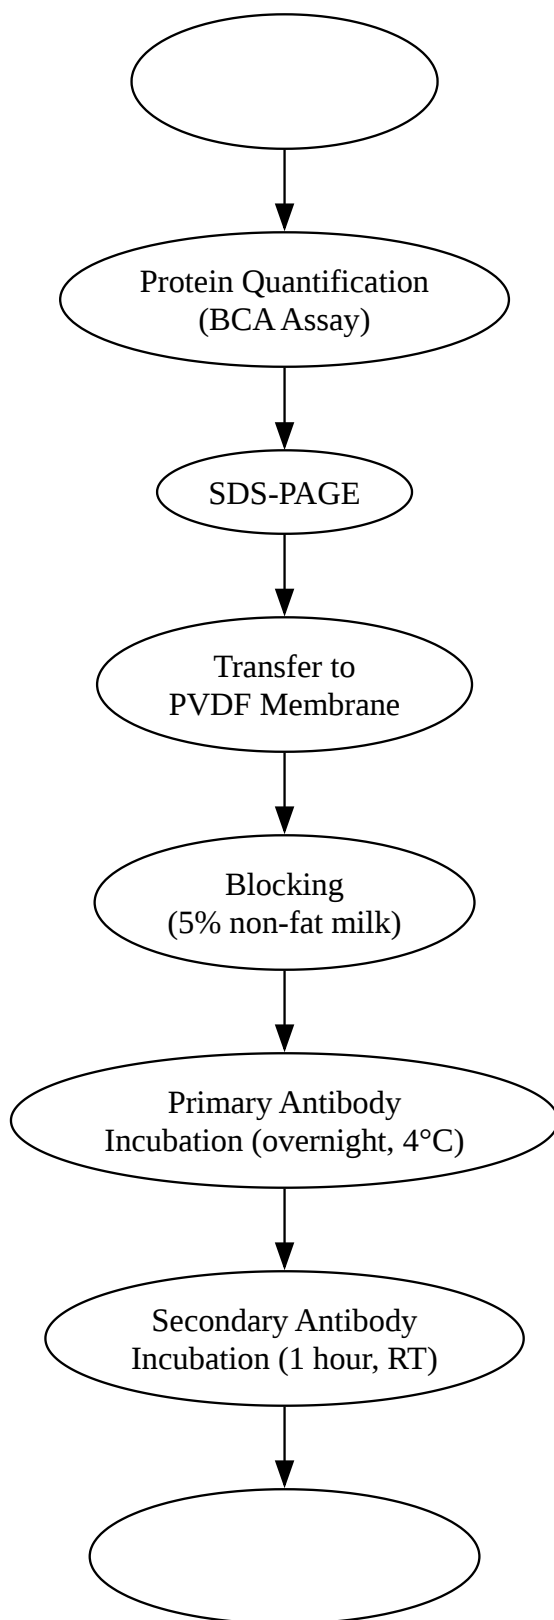 Protein Quantification
(BCA Assay)
SDS-PAGE
Transfer to
PVDF Membrane
Blocking
(5% non-fat milk)
Primary Antibody
Incubation (overnight, 4°C)
Secondary Antibody
Incubation (1 hour, RT)